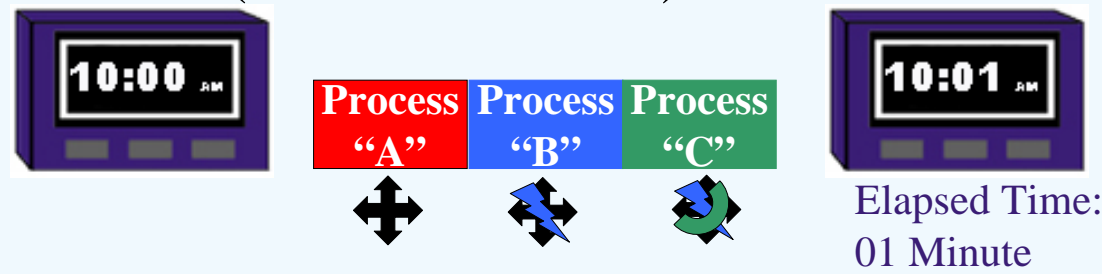 10:00 AM
Process Process Process
“A” “B” “C”
10:01 AM
Elapsed Time:
01 Minute